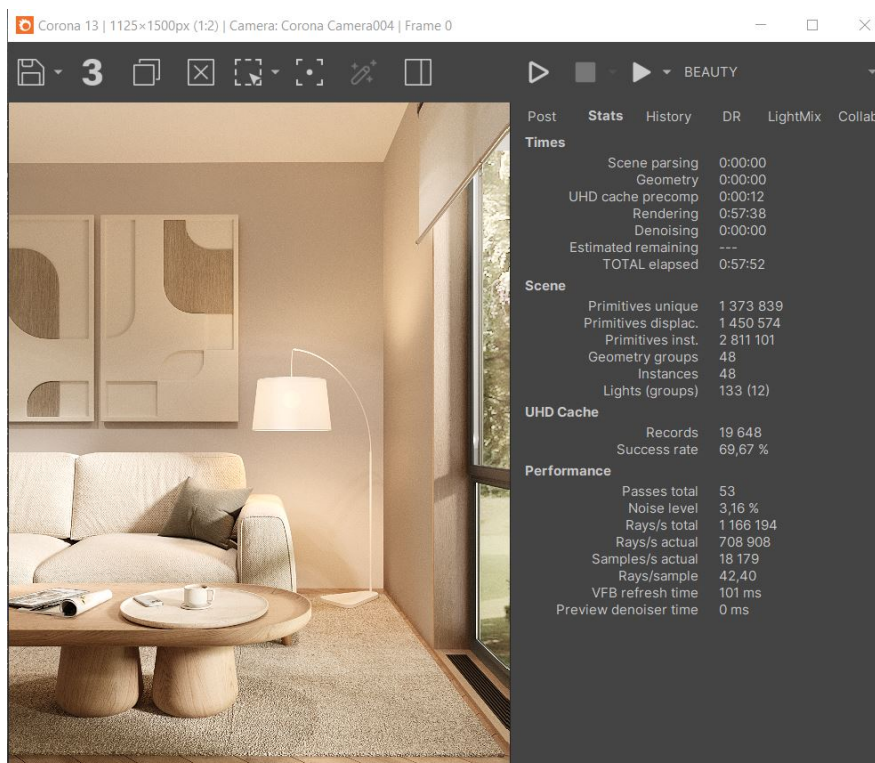 Corona 13 | 1125×1500px (1:2) | Camera: Corona Camera004 | Frame 0
3
BEAUTY
Post Stats History DR LightMix Collab
Times
Scene parsing 0:00:00
Geometry 0:00:00
UHD cache precomp 0:00:12
Rendering 0:57:38
Denoising 0:00:00
Estimated remaining ---
TOTAL elapsed 0:57:52
Scene
Primitives unique 1 373 839
Primitives displac. 1 450 574
Primitives inst. 2 811 101
Geometry groups 48
Instances 48
Lights (groups) 133 (12)
UHD Cache
Records 19 648
Success rate 69,67 %
Performance
Passes total 53
Noise level 3,16 %
Rays/s total 1 166 194
Rays/s actual 708 908
Samples/s actual 18 179
Rays/sample 42,40
VFB refresh time 101 ms
Preview denoiser time 0 ms